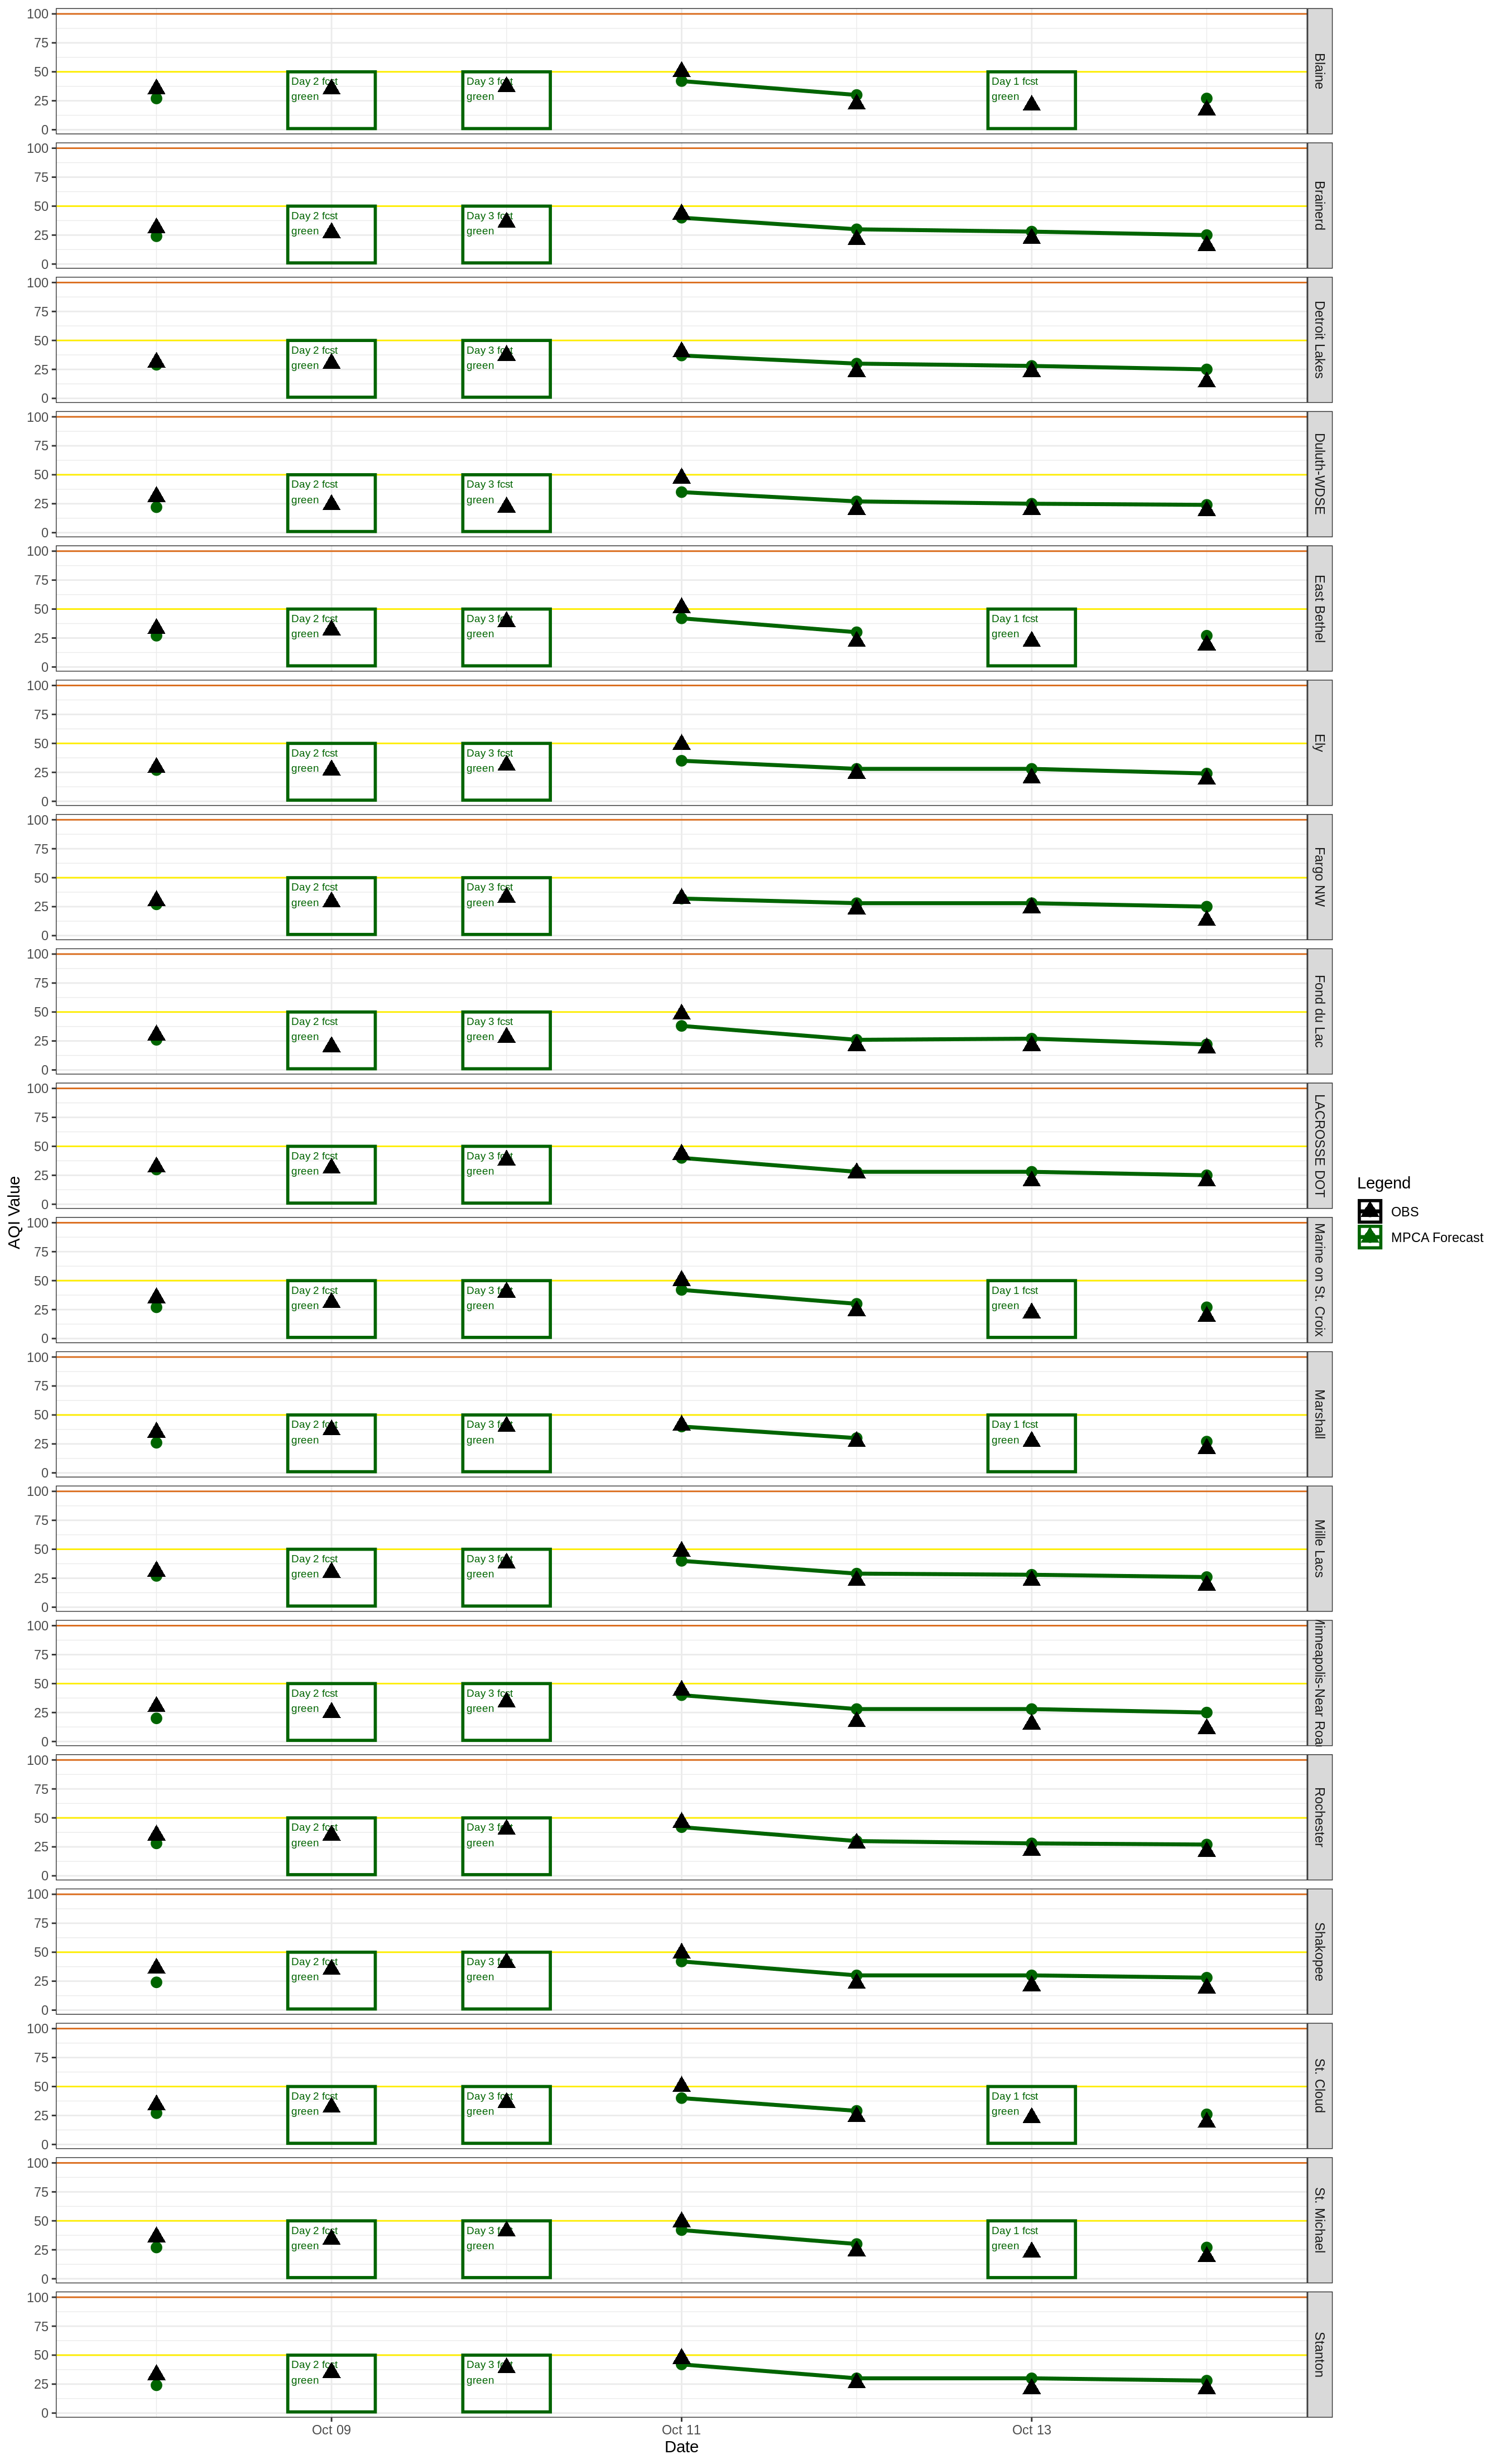 100
75
50
25
0
Day 2 fcst
green
Day 3 fcst
green
Day 1 fcst
green
Blaine
100
75
50
25
0
Day 2 fcst
green
Day 3 fcst
green
Brainerd
100
75
50
25
0
Day 2 fcst
green
Day 3 fcst
green
Detroit Lakes
100
75
50
25
0
Day 2 fcst
green
Day 3 fcst
green
Duluth-WDSE
100
75
50
25
0
Day 2 fcst
green
Day 3 fcst
green
Day 1 fcst
green
East Bethel
100
75
50
25
0
Day 2 fcst
green
Day 3 fcst
green
Ely
100
75
50
25
0
Day 2 fcst
green
Day 3 fcst
green
Fargo NW
100
75
50
25
0
Day 2 fcst
green
Day 3 fcst
green
Fond du Lac
100
75
50
25
0
Day 2 fcst
green
Day 3 fcst
green
LACROSSE DOT
100
75
50
25
0
Day 2 fcst
green
Day 3 fcst
green
Day 1 fcst
green
Marine on St. Croix
100
75
50
25
0
Day 2 fcst
green
Day 3 fcst
green
Day 1 fcst
green
Marshall
100
75
50
25
0
Day 2 fcst
green
Day 3 fcst
green
Mille Lacs
100
75
50
25
0
Day 2 fcst
green
Day 3 fcst
green
Minneapolis-Near Road
100
75
50
25
0
Day 2 fcst
green
Day 3 fcst
green
Rochester
100
75
50
25
0
Day 2 fcst
green
Day 3 fcst
green
Shakopee
100
75
50
25
0
Day 2 fcst
green
Day 3 fcst
green
Day 1 fcst
green
St. Cloud
100
75
50
25
0
Day 2 fcst
green
Day 3 fcst
green
Day 1 fcst
green
St. Michael
100
75
50
25
0
Day 2 fcst
green
Day 3 fcst
green
Stanton
Oct 09
Oct 11
Oct 13
Date
AQI Value
Legend
OBS
MPCA Forecast